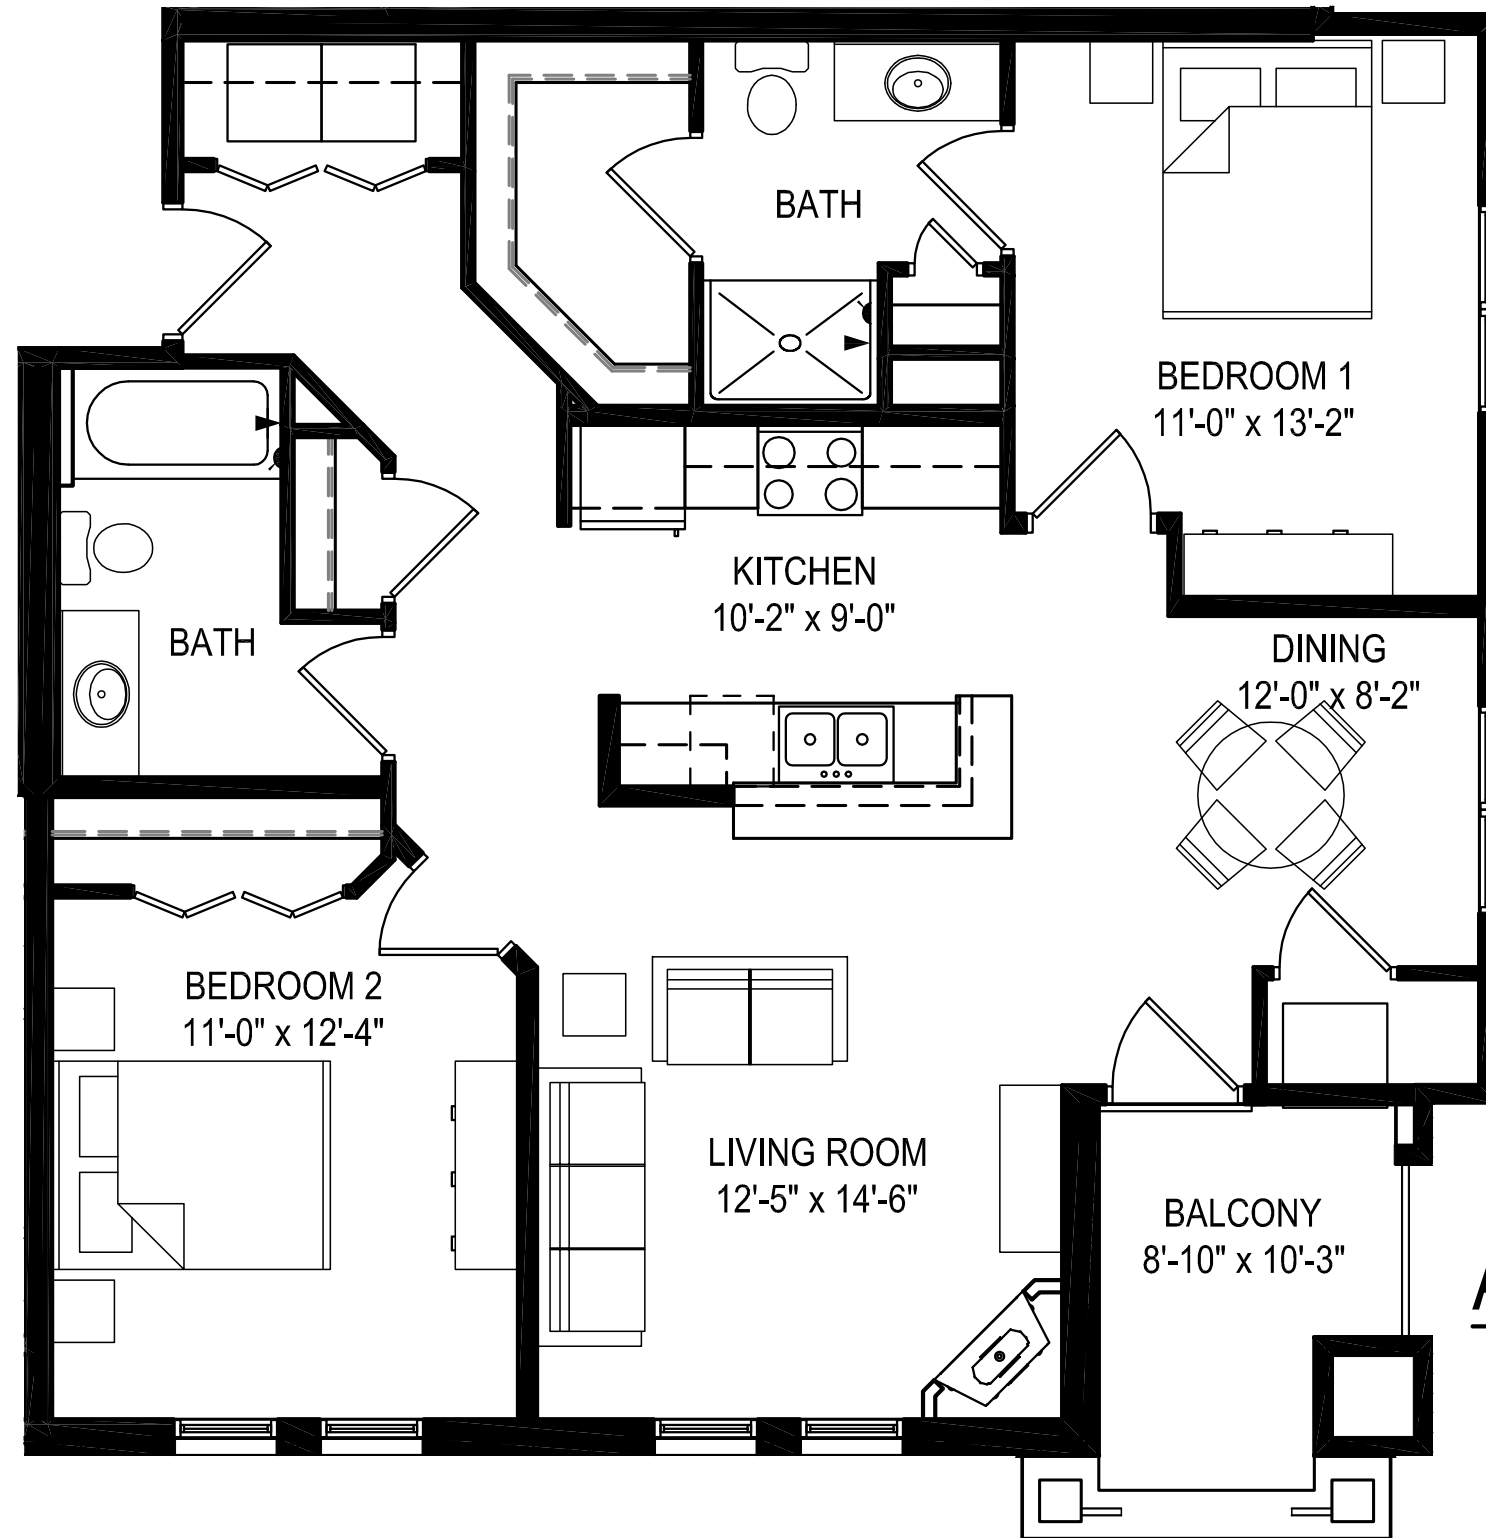 BATH
BEDROOM 1
11'-0" x 13'-2"
KITCHEN
10'-2" x 9'-0"
BATH
DINING
12'-0" x 8'-2"
BEDROOM 2
11'-0" x 12'-4"
LIVING ROOM
12'-5" x 14'-6"
BALCONY
8'-10" x 10'-3"